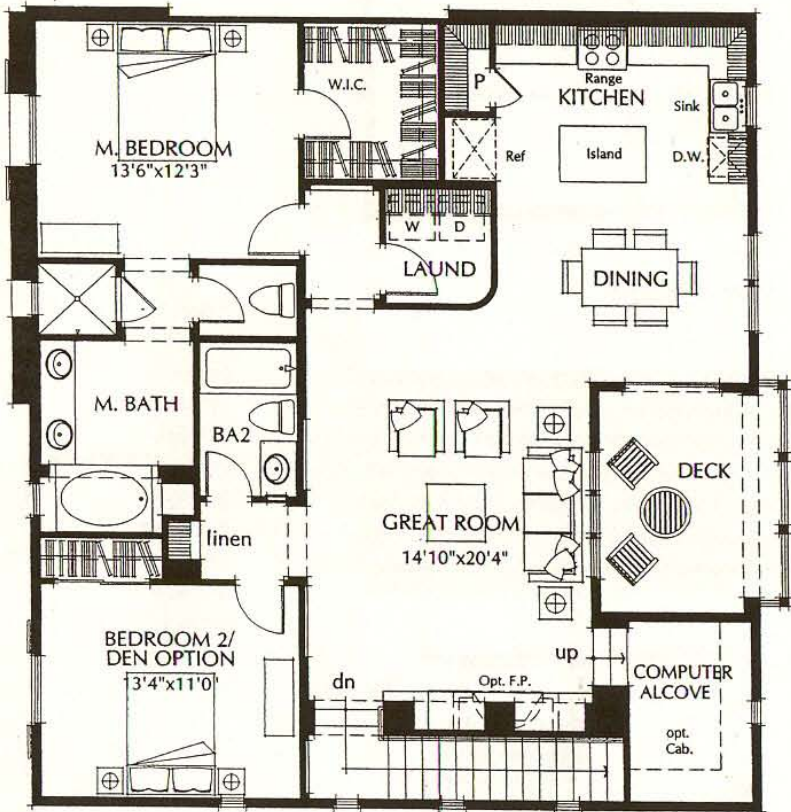 W.I.C.
P
Range
KITCHEN
Sink
M. BEDROOM
13'6"x12'3"
Ref
Island
D.W.
W
D
LAUND
DINING
M. BATH
BA2
DECK
linen
GREAT ROOM
14'10"x20'4"
BEDROOM 2/
DEN OPTION
3'4"x11'0"
up
dn
Opt. F.P.
COMPUTER
ALCOVE
opt.
Cab.